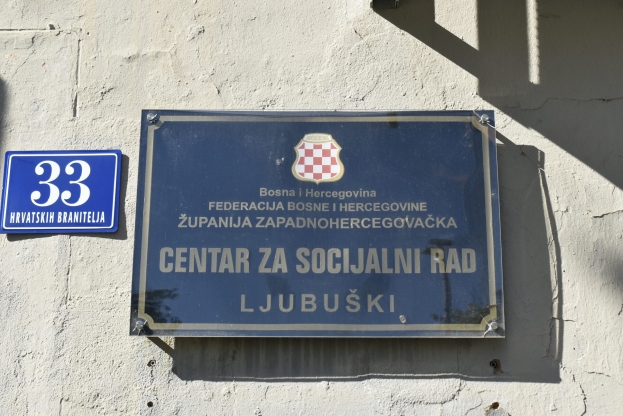 33
HRVATSKIH BRANITELJA
Bosna i Hercegovina
FEDERACIJA BOSNE I HERCEGOVINE
ŽUPANIJA ZAPADNOHERCEGOVAČKA
CENTAR ZA SOCIJALNI RAD
LJUBUŠKI